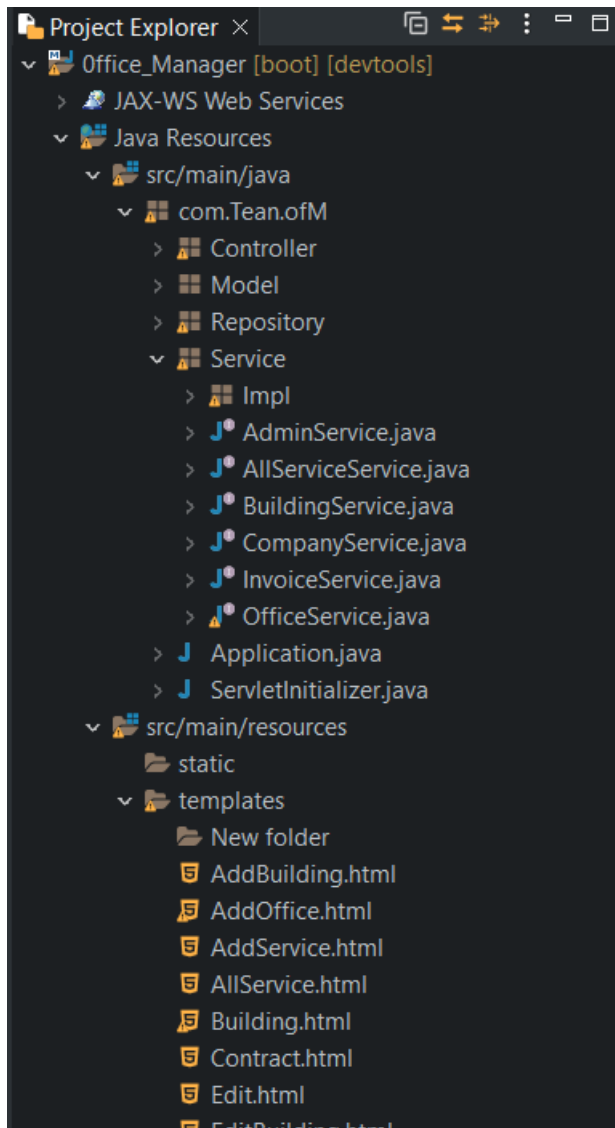 Project Explorer
0ffice_Manager [boot] [devtools]
JAX-WS Web Services
Java Resources
src/main/java
com.Tean.ofM
Controller
Model
Repository
Service
Impl
AdminService.java
AllServiceService.java
BuildingService.java
CompanyService.java
InvoiceService.java
OfficeService.java
Application.java
ServletInitializer.java
src/main/resources
static
templates
New folder
AddBuilding.html
AddOffice.html
AddService.html
AllService.html
Building.html
Contract.html
Edit.html
EditBuilding.html